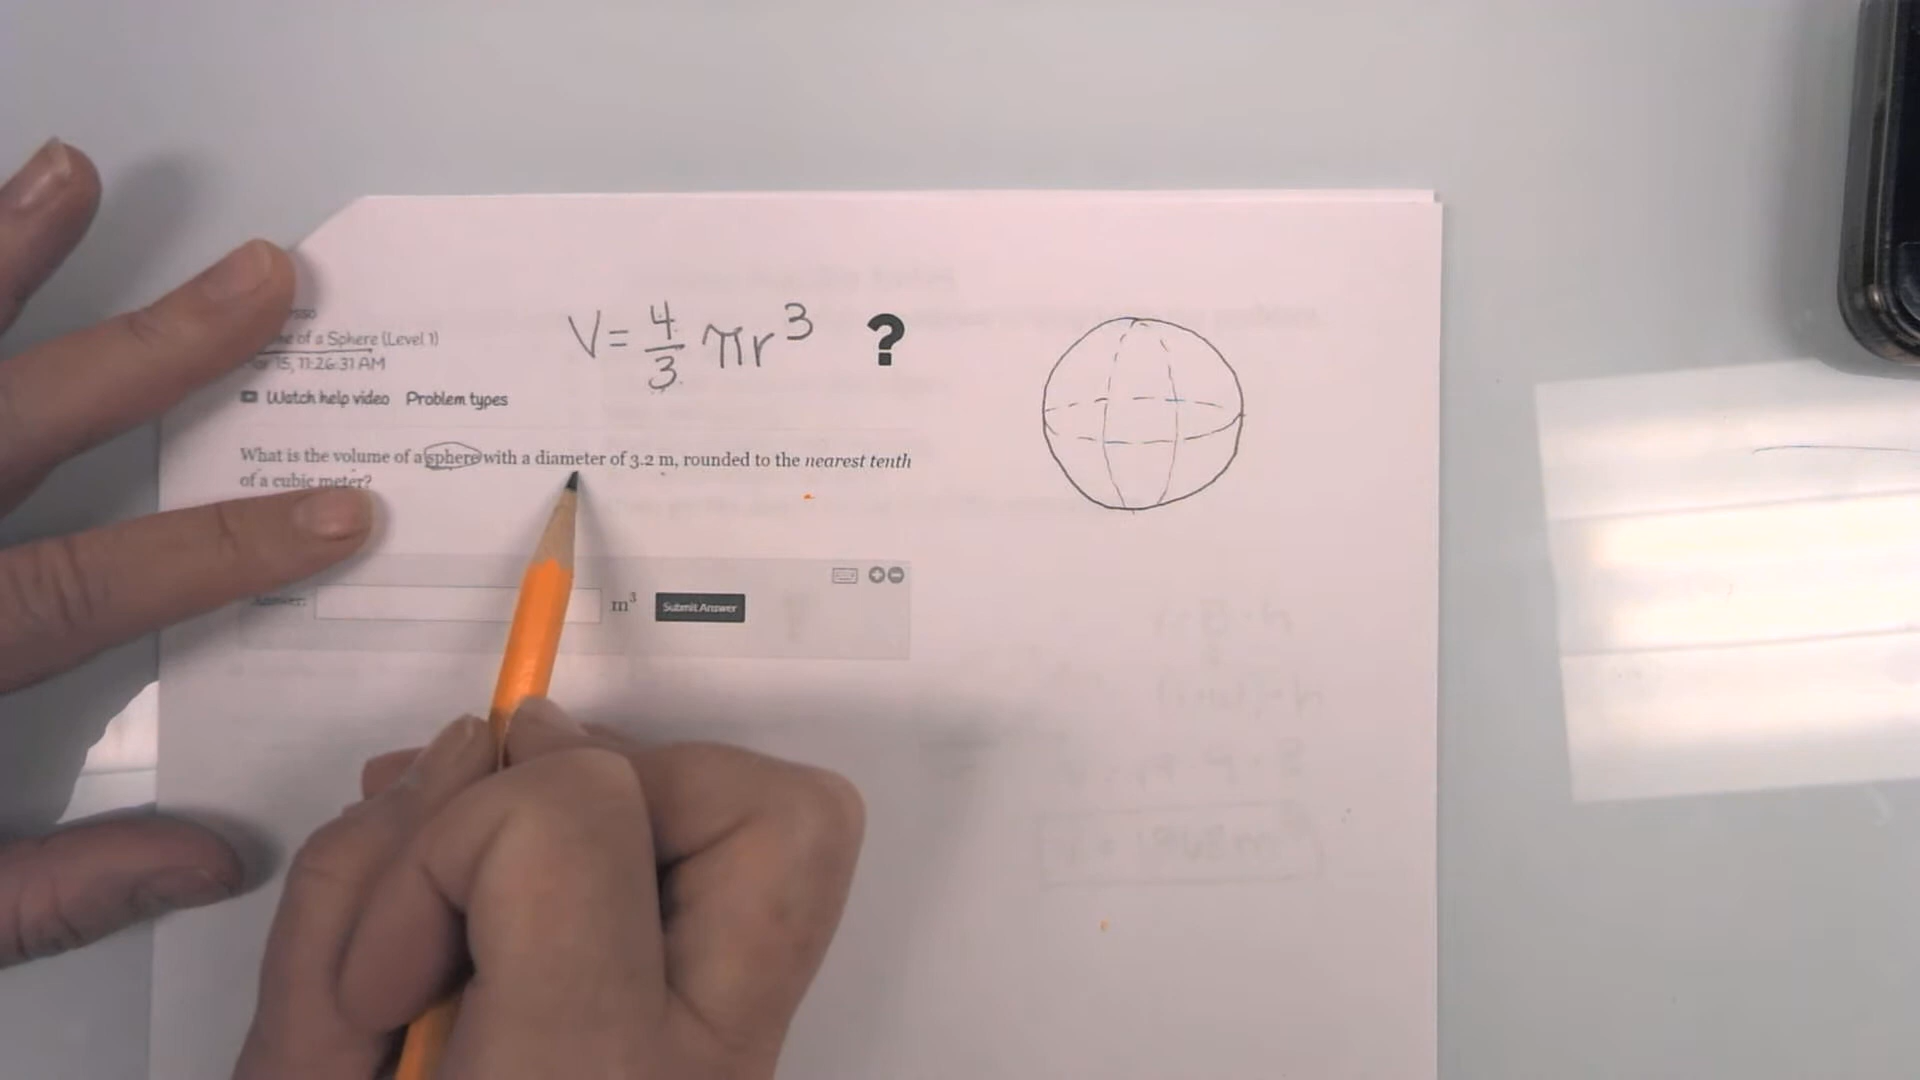 V = 4/3 πr³ ?
of a Sphere (Level 1)
15, 11:26:31 AM
Watch help video Problem types
What is the volume of a sphere with a diameter of 3.2 m, rounded to the nearest tenth
of a cubic meter?
m³ Submit Answer